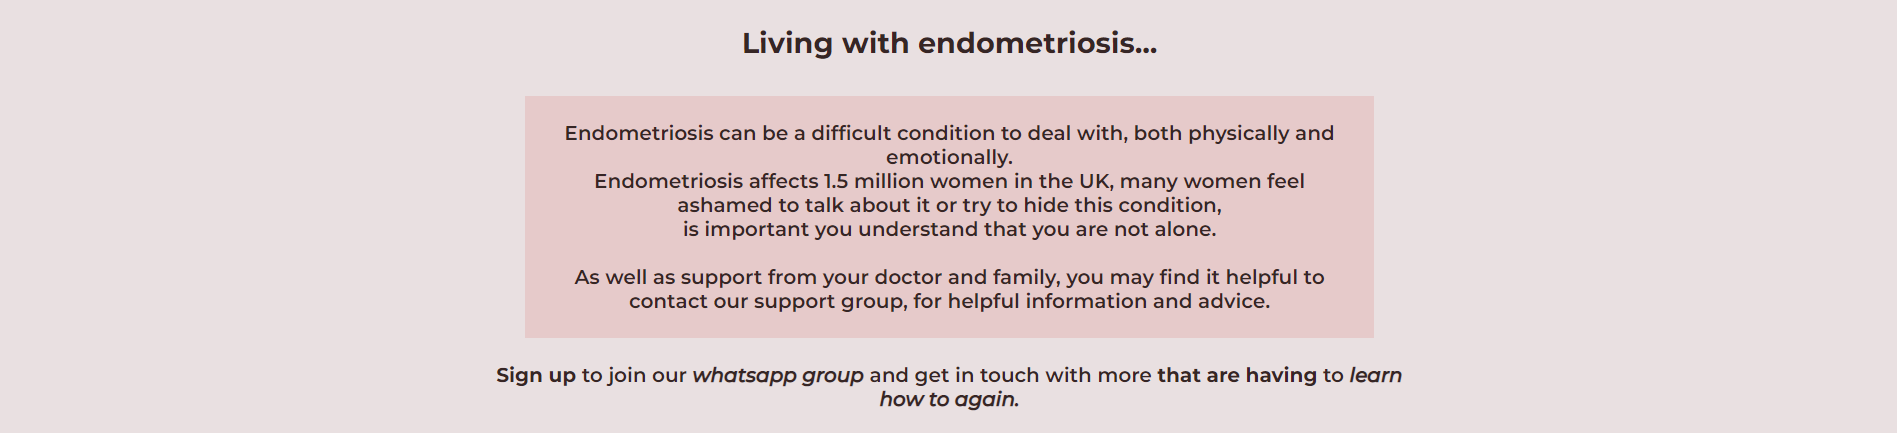 Living with endometriosis...
Endometriosis can be a difficult condition to deal with, both physically and
emotionally.
Endometriosis affects 1.5 million women in the UK, many women feel
ashamed to talk about it or try to hide this condition,
is important you understand that you are not alone.
As well as support from your doctor and family, you may find it helpful to
contact our support group, for helpful information and advice.
Sign up to join our whatsapp group and get in touch with more that are having to learn
how to again.